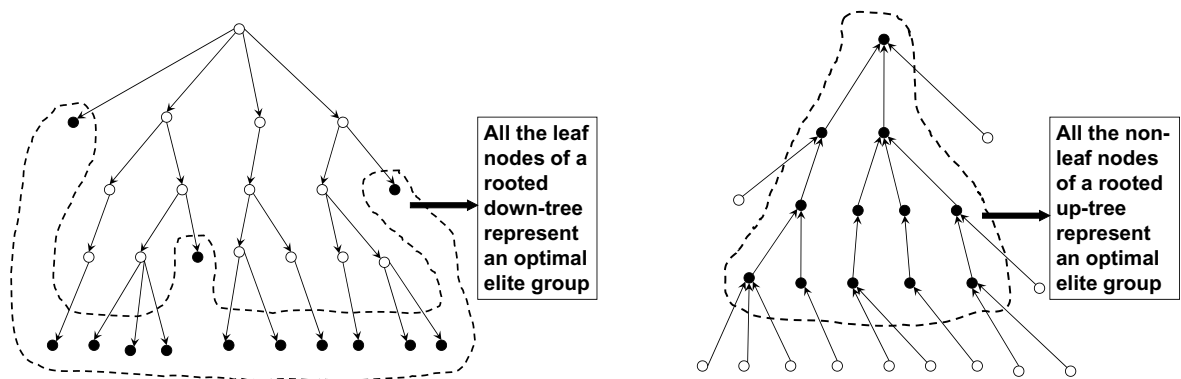 All the leaf
nodes of a
rooted
down-tree
represent
an optimal
elite group
All the non-
leaf nodes
of a rooted
up-tree
represent
an optimal
elite group